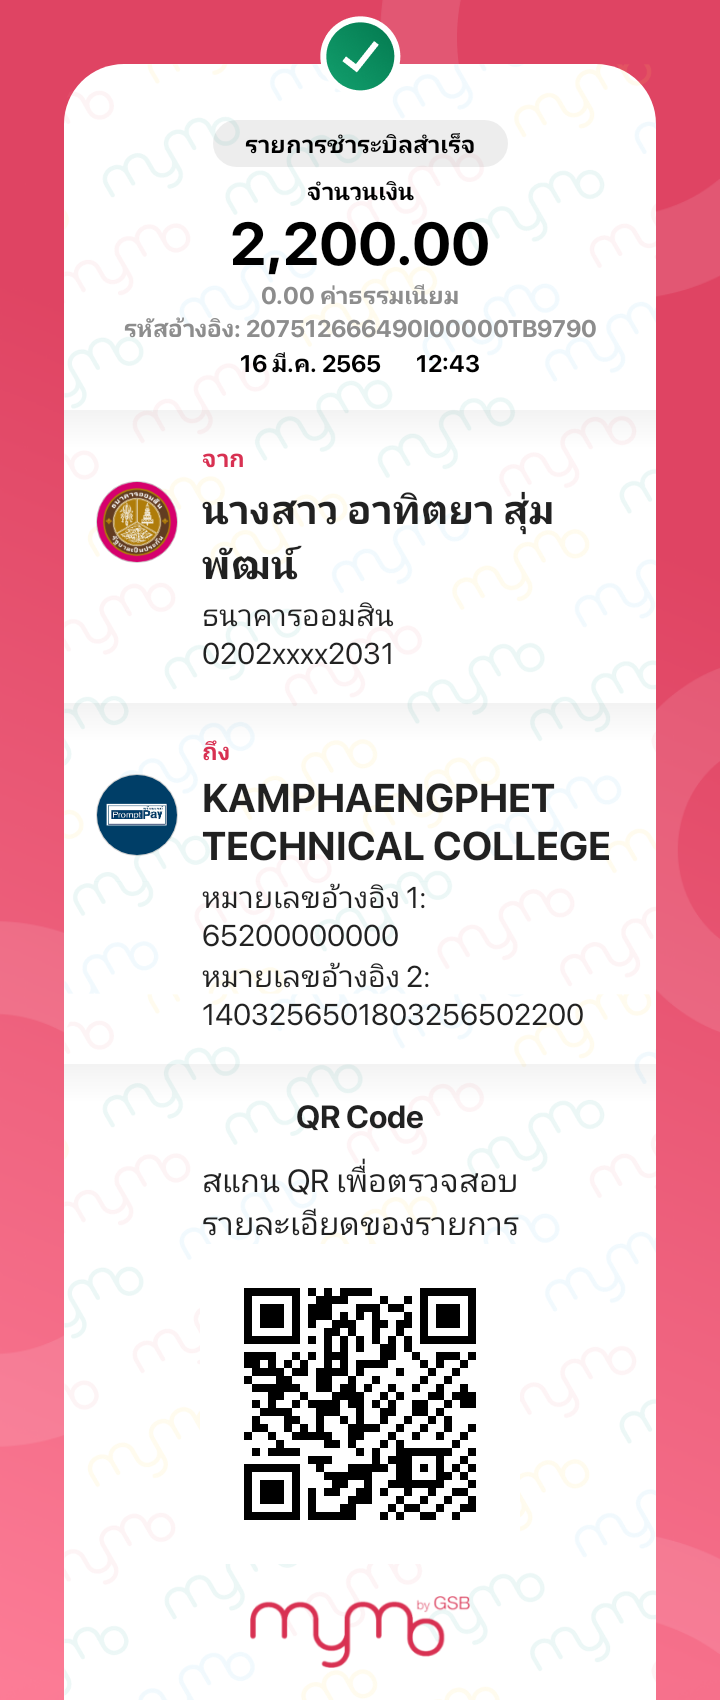 รายการชำระบิลสำเร็จ
จำนวนเงิน
2,200.00
0.00 ค่าธรรมเนียม
รหัสอ้างอิง: 207512666490I00000TB9790
16 มี.ค. 2565 12:43
จาก
นางสาว อาทิตยา สุ่ม
พัฒน์
ธนาคารออมสิน
0202xxxx2031
ถึง
PromptPay
KAMPHAENGPHET
TECHNICAL COLLEGE
หมายเลขอ้างอิง 1:
65200000000
หมายเลขอ้างอิง 2:
1403256501803256502200
QR Code
สแกน QR เพื่อตรวจสอบ
รายละเอียดของรายการ
mymo by GSB